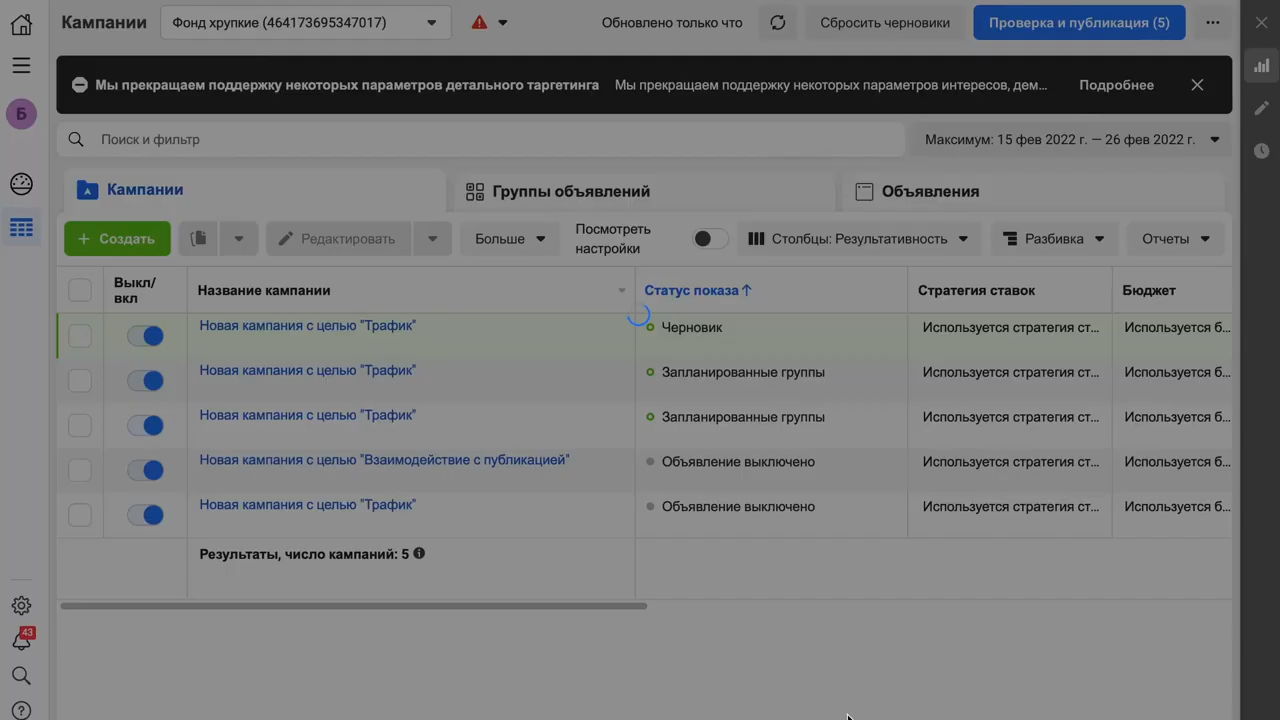 Кампании
Фонд хрупкие (464173695347017)
Обновлено только что
Сбросить черновики
Проверка и публикация (5)
Б
Мы прекращаем поддержку некоторых параметров детального таргетинга
Мы прекращаем поддержку некоторых параметров интересов, дем...
Подробнее
Поиск и фильтр
Максимум: 15 фев 2022 г. — 26 фев 2022 г.
Кампании
Группы объявлений
Объявления
+ Создать
Редактировать
Больше
Посмотреть
настройки
Столбцы: Результативность
Разбивка
Отчеты
Выкл/
вкл
Название кампании
Статус показа↑
Стратегия ставок
Бюджет
Новая кампания с целью "Трафик"
Черновик
Используется стратегия ст...
Используется б...
Новая кампания с целью "Трафик"
Запланированные группы
Используется стратегия ст...
Используется б...
Новая кампания с целью "Трафик"
Запланированные группы
Используется стратегия ст...
Используется б...
Новая кампания с целью "Взаимодействие с публикацией"
Объявление выключено
Используется стратегия ст...
Используется б...
Новая кампания с целью "Трафик"
Объявление выключено
Используется стратегия ст...
Используется б...
Результаты, число кампаний: 5
43